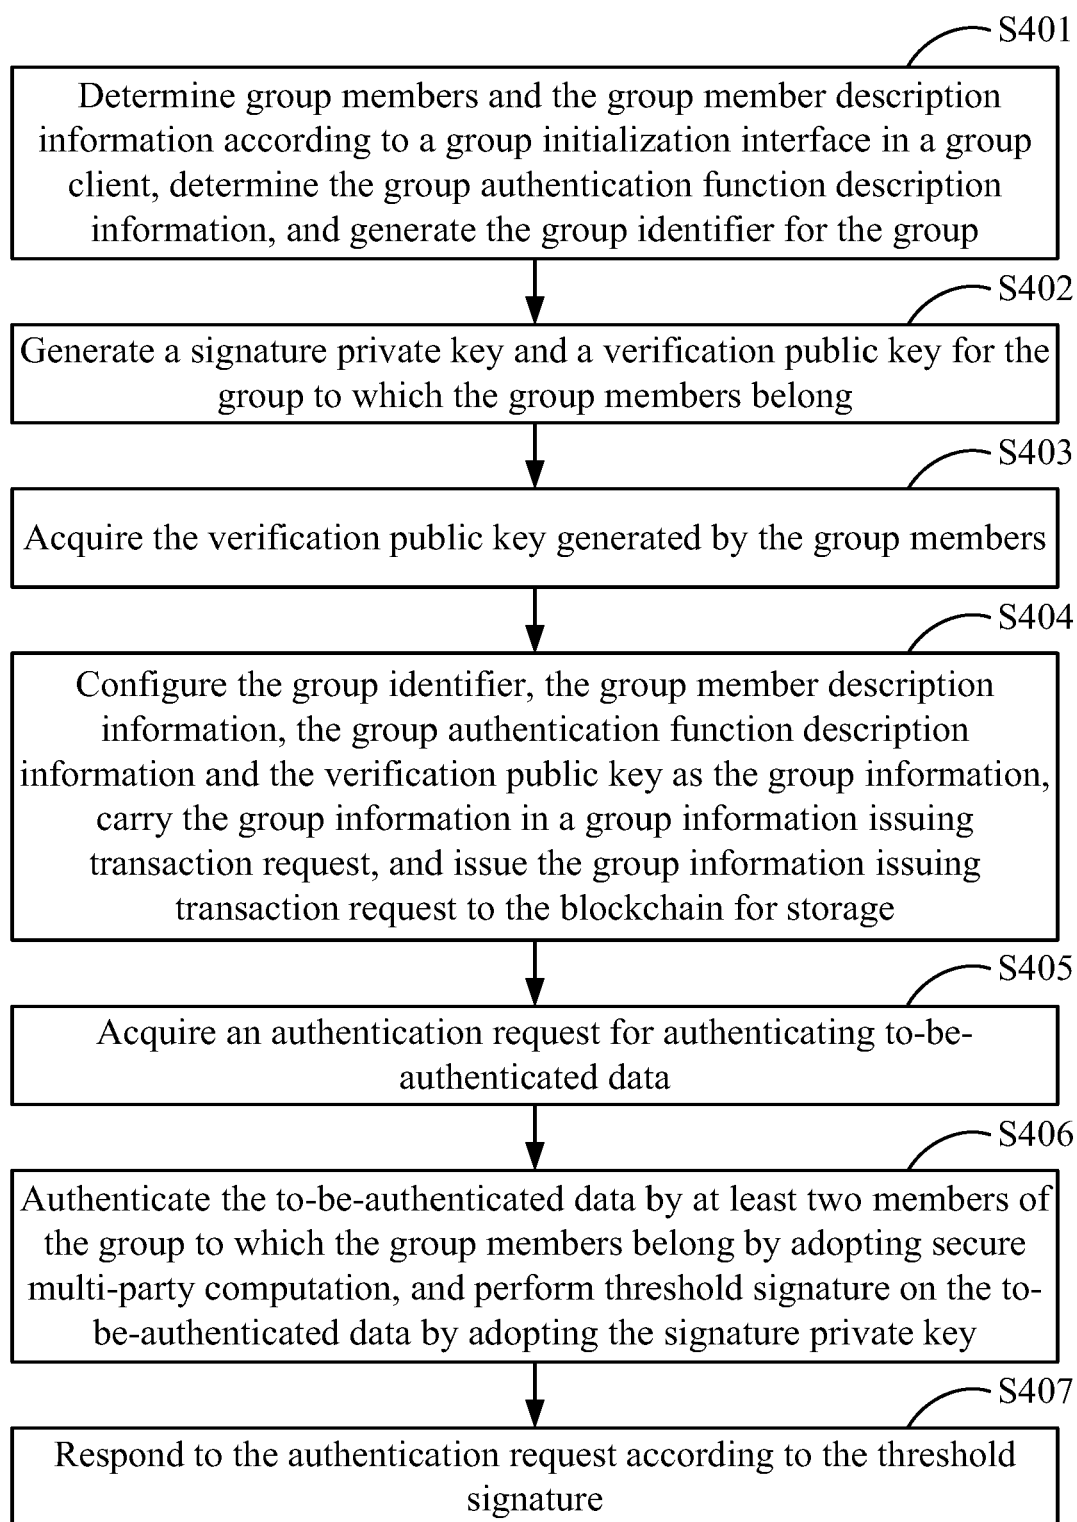 S401
Determine group members and the group member description
information according to a group initialization interface in a group
client, determine the group authentication function description
information, and generate the group identifier for the group
S402
Generate a signature private key and a verification public key for the
group to which the group members belong
S403
Acquire the verification public key generated by the group members
S404
Configure the group identifier, the group member description
information, the group authentication function description
information and the verification public key as the group information,
carry the group information in a group information issuing
transaction request, and issue the group information issuing
transaction request to the blockchain for storage
S405
Acquire an authentication request for authenticating to-be-
authenticated data
S406
Authenticate the to-be-authenticated data by at least two members of
the group to which the group members belong by adopting secure
multi-party computation, and perform threshold signature on the to-
be-authenticated data by adopting the signature private key
S407
Respond to the authentication request according to the threshold
signature